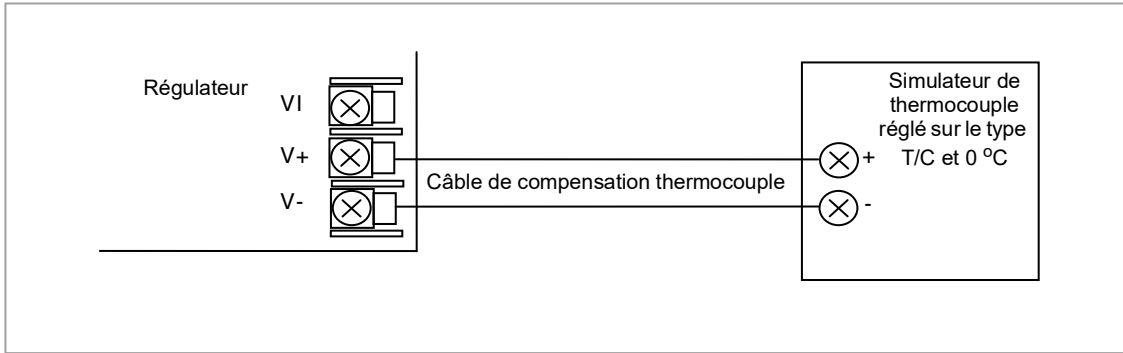 Régulateur
VI
V+
V-
Câble de compensation thermocouple
Simulateur de
thermocouple
réglé sur le type
T/C et 0 ºC
+
-